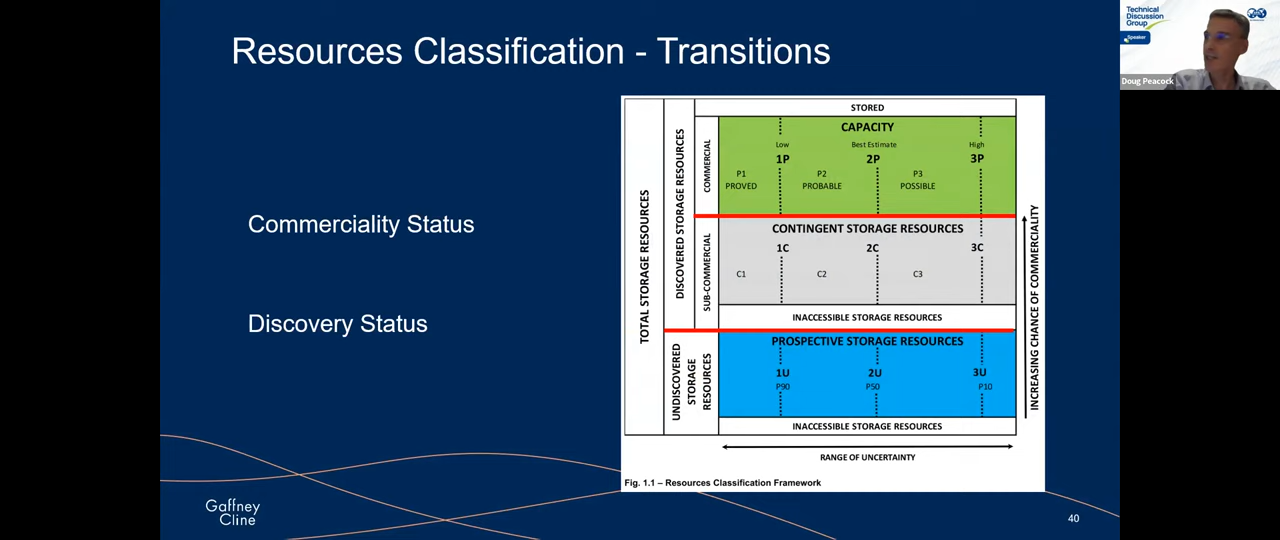 Resources Classification - Transitions
Commerciality Status
Discovery Status
STORED
CAPACITY
Low
Best Estimate
High
1P
2P
3P
P1
P2
P3
PROVED
PROBABLE
POSSIBLE
CONTINGENT STORAGE RESOURCES
1C
2C
3C
C1
C2
C3
INACCESSIBLE STORAGE RESOURCES
PROSPECTIVE STORAGE RESOURCES
1U
2U
3U
P90
P50
P10
INACCESSIBLE STORAGE RESOURCES
TOTAL STORAGE RESOURCES
DISCOVERED STORAGE RESOURCES
UNDISCOVERED
STORAGE
RESOURCES
COMMERCIAL
SUB-COMMERCIAL
INCREASING CHANCE OF COMMERCIALITY
RANGE OF UNCERTAINTY
Fig. 1.1 – Resources Classification Framework
Gaffney
Cline
40
Technical
Discussion
Group
Speaker
Doug Peacock